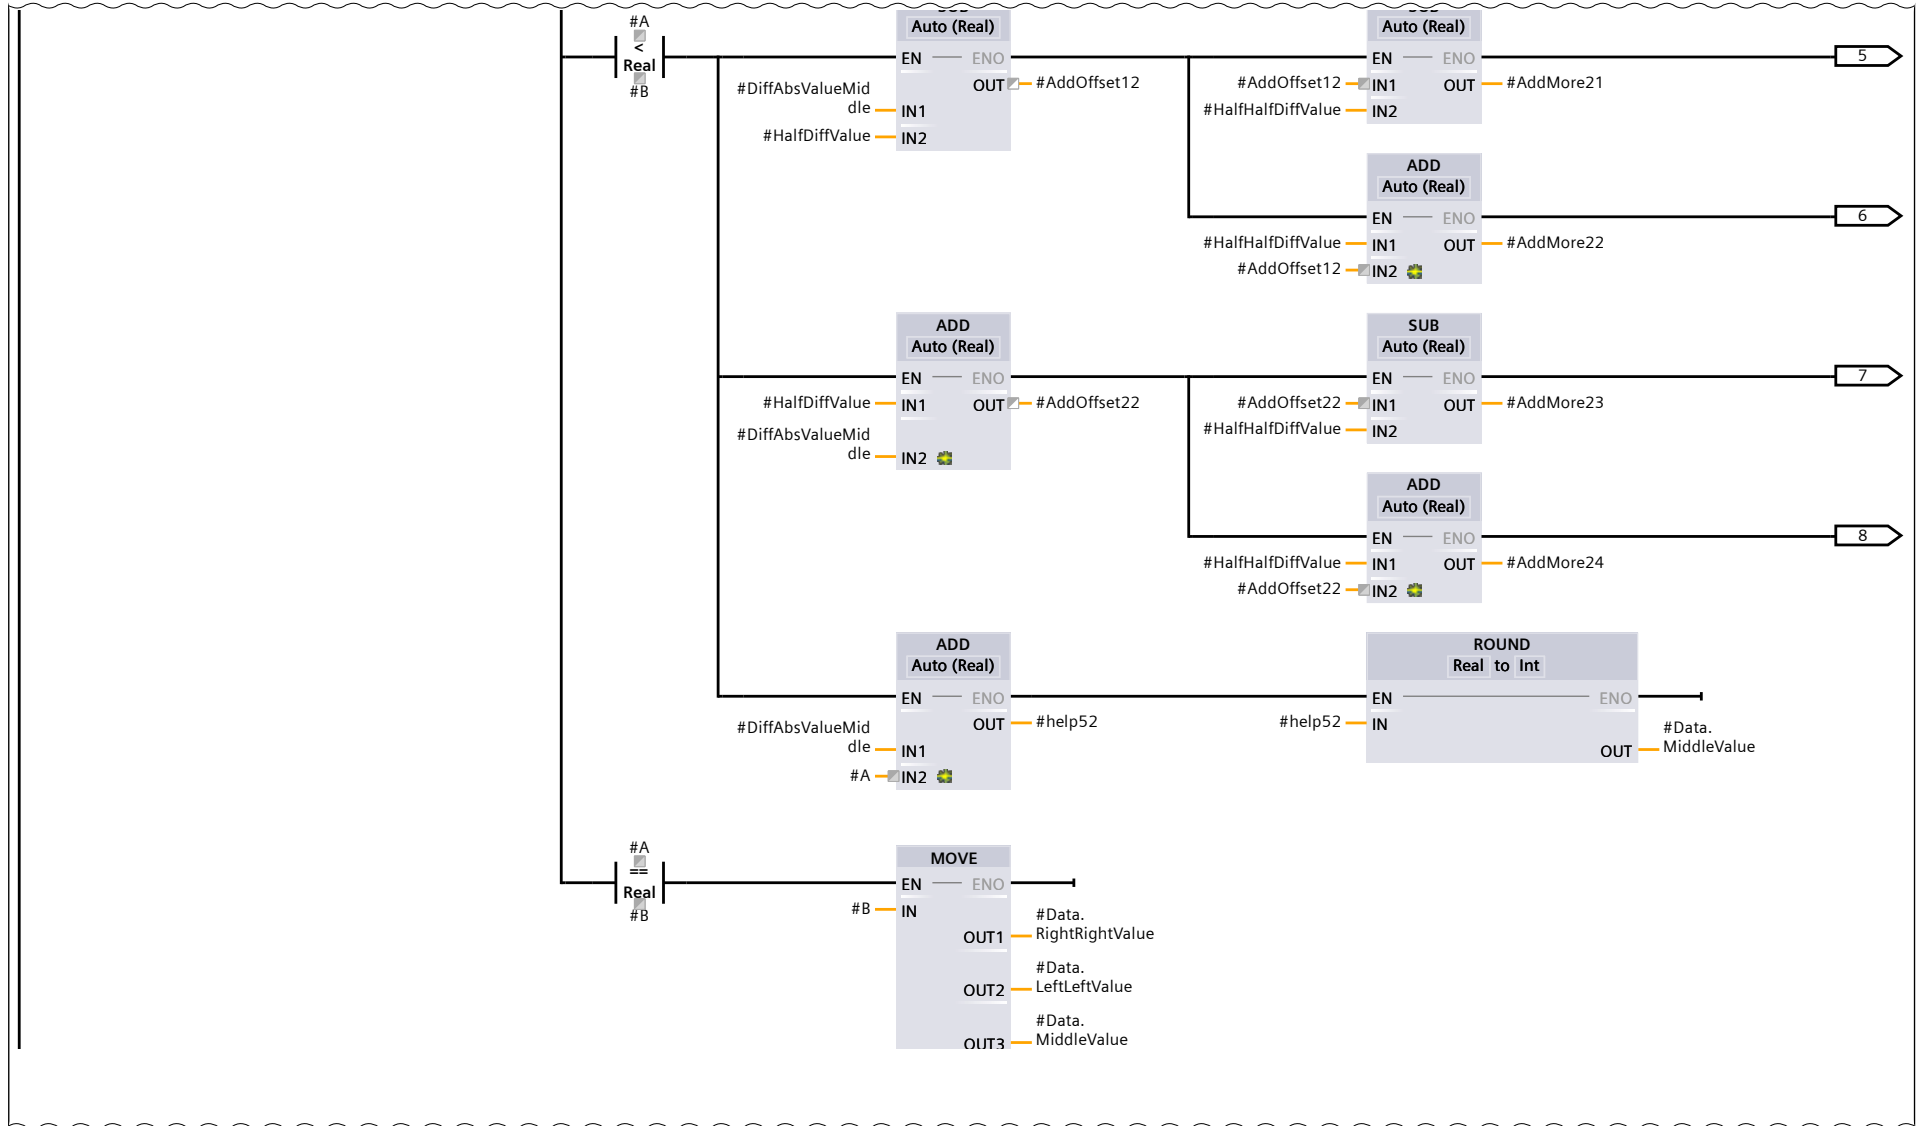 #A
<
Real
#B
Auto (Real)
EN ENO
OUT #AddOffset12
#DiffAbsValueMid
dle IN1
#HalfDiffValue IN2
Auto (Real)
EN ENO
#AddOffset12 IN1 OUT #AddMore21
#HalfHalfDiffValue IN2
5
ADD
Auto (Real)
EN ENO
#HalfHalfDiffValue IN1 OUT #AddMore22
#AddOffset12 IN2
6
ADD
Auto (Real)
EN ENO
#HalfDiffValue IN1 OUT #AddOffset22
#DiffAbsValueMid
dle IN2
SUB
Auto (Real)
EN ENO
#AddOffset22 IN1 OUT #AddMore23
#HalfHalfDiffValue IN2
7
ADD
Auto (Real)
EN ENO
#HalfHalfDiffValue IN1 OUT #AddMore24
#AddOffset22 IN2
8
ADD
Auto (Real)
EN ENO
OUT #help52
#DiffAbsValueMid
dle IN1
#A IN2
ROUND
Real to Int
EN ENO
#help52 IN
#Data.
OUT MiddleValue
#A
==
Real
#B
MOVE
EN ENO
#B IN
#Data.
OUT1 RightRightValue
#Data.
OUT2 LeftLeftValue
#Data.
OUT3 MiddleValue